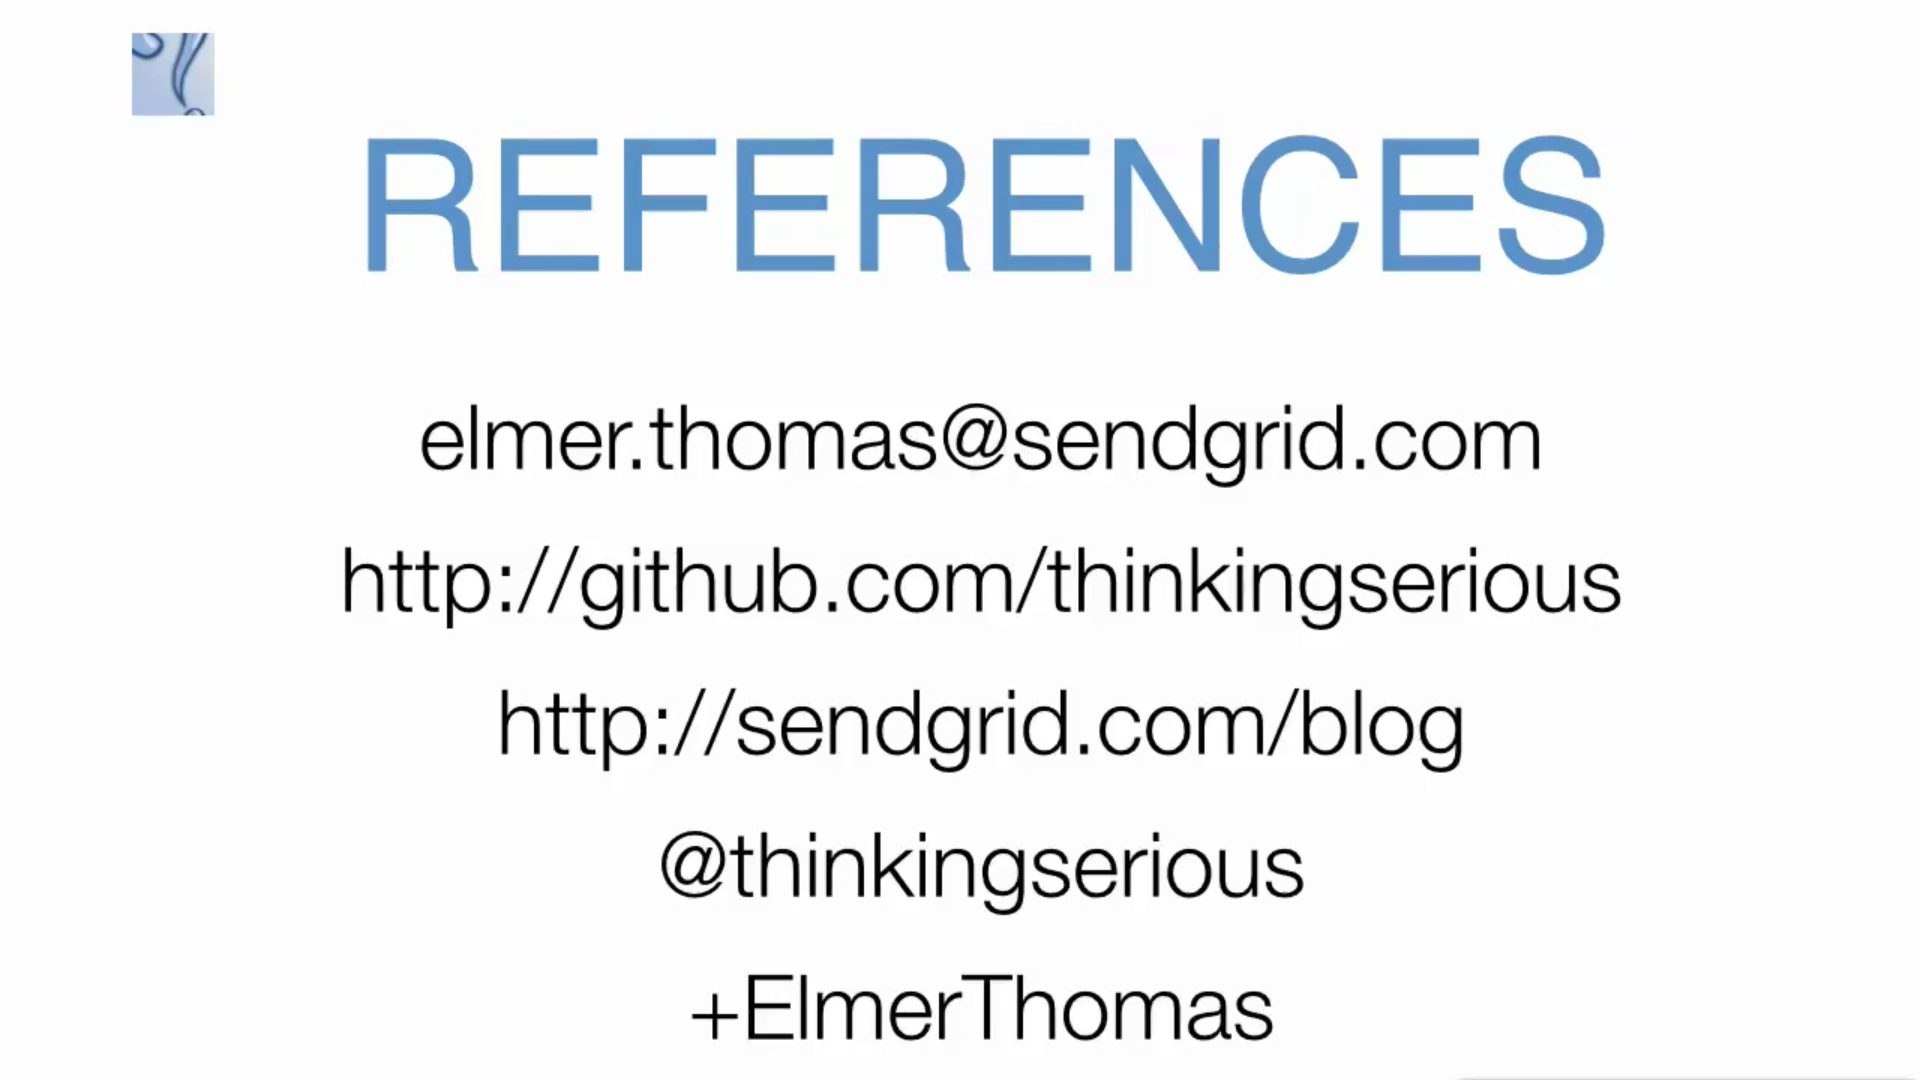 REFERENCES
elmer.thomas@sendgrid.com
http://github.com/thinkingserious
http://sendgrid.com/blog
@thinkingserious
+ElmerThomas